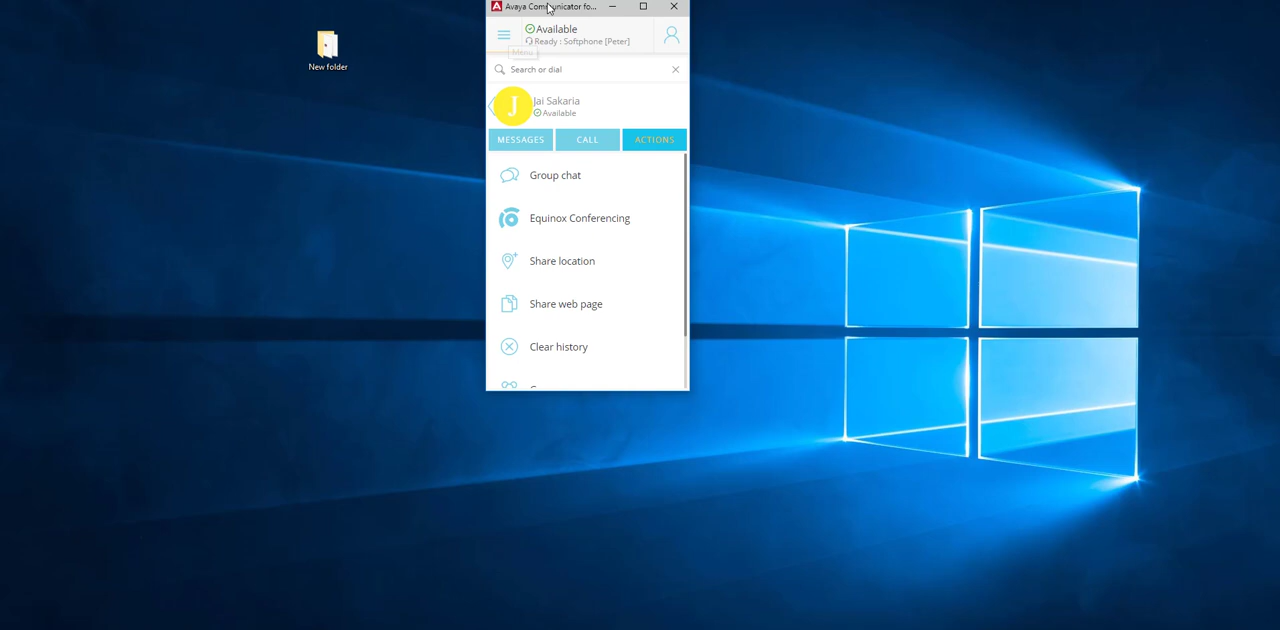 New folder
Avaya Communicator fo...
Available
Ready : Softphone [Peter]
Menu
Search or dial
J
Jai Sakaria
Available
MESSAGES
CALL
ACTIONS
Group chat
Equinox Conferencing
Share location
Share web page
Clear history